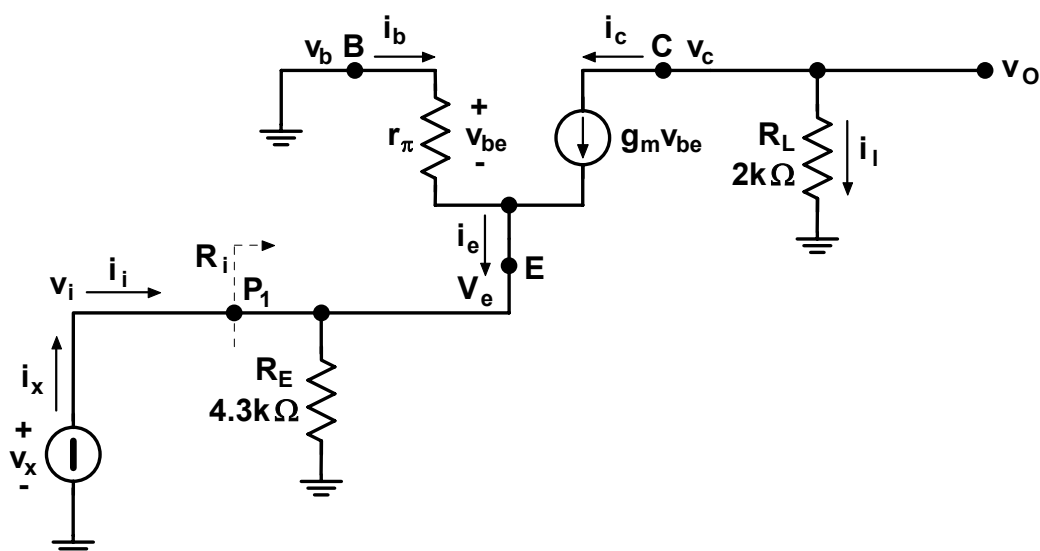 i_b
i_c
v_b B
C v_c
v_O
+
r_π v_be
-
g_m v_be
R_L
2kΩ
i_l
i_e
E
V_e
R_i
v_i i_i
P_1
i_x
R_E
4.3kΩ
+
v_x
-